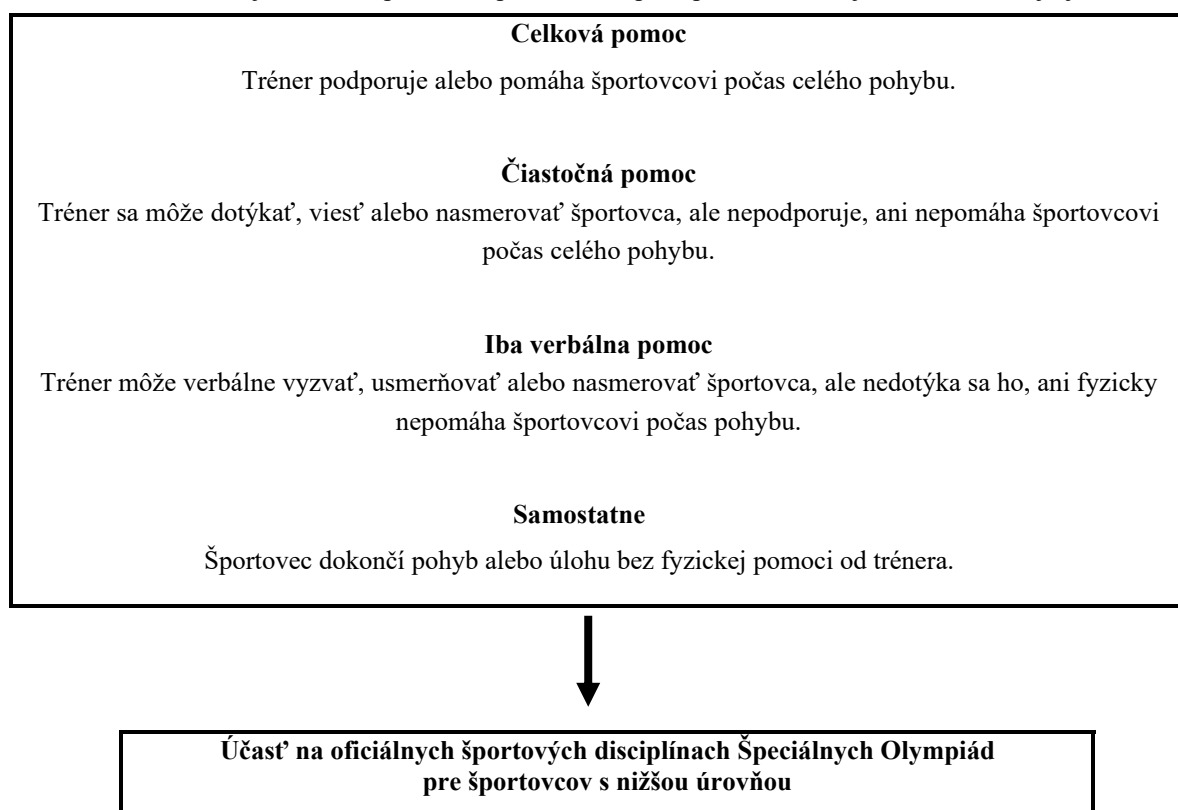 Celková pomoc
Tréner podporuje alebo pomáha športovcovi počas celého pohybu.
Čiastočná pomoc
Tréner sa môže dotýkať, viesť alebo nasmerovať športovca, ale nepodporuje, ani nepomáha športovcovi
počas celého pohybu.
Iba verbálna pomoc
Tréner môže verbálne vyzvať, usmerňovať alebo nasmerovať športovca, ale nedotýka sa ho, ani fyzicky
nepomáha športovcovi počas pohybu.
Samostatne
Športovec dokončí pohyb alebo úlohu bez fyzickej pomoci od trénera.
Účasť na oficiálnych športových disciplínach Špeciálnych Olympiád
pre športovcov s nižšou úrovňou